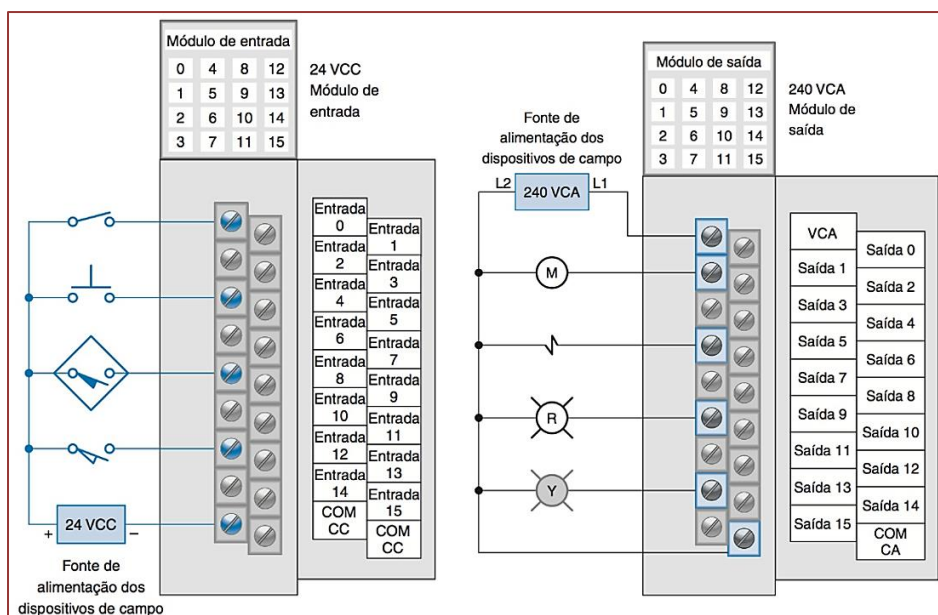 Módulo de entrada
0 4 8 12
1 5 9 13
2 6 10 14
3 7 11 15
24 VCC
Módulo de
entrada
Entrada
0
Entrada
1
Entrada
2
Entrada
3
Entrada
4
Entrada
5
Entrada
6
Entrada
7
Entrada
8
Entrada
9
Entrada
10
Entrada
11
Entrada
12
Entrada
13
Entrada
14
Entrada
15
COM
CC
COM
CC
+ 24 VCC –
Fonte de
alimentação dos
dispositivos de campo
Módulo de saída
0 4 8 12
1 5 9 13
2 6 10 14
3 7 11 15
240 VCA
Módulo de
saída
Fonte de
alimentação dos
dispositivos de campo
L2 240 VCA L1
M
R
Y
VCA
Saída 0
Saída 1
Saída 2
Saída 3
Saída 4
Saída 5
Saída 6
Saída 7
Saída 8
Saída 9
Saída 10
Saída 11
Saída 12
Saída 13
Saída 14
Saída 15
COM
CA